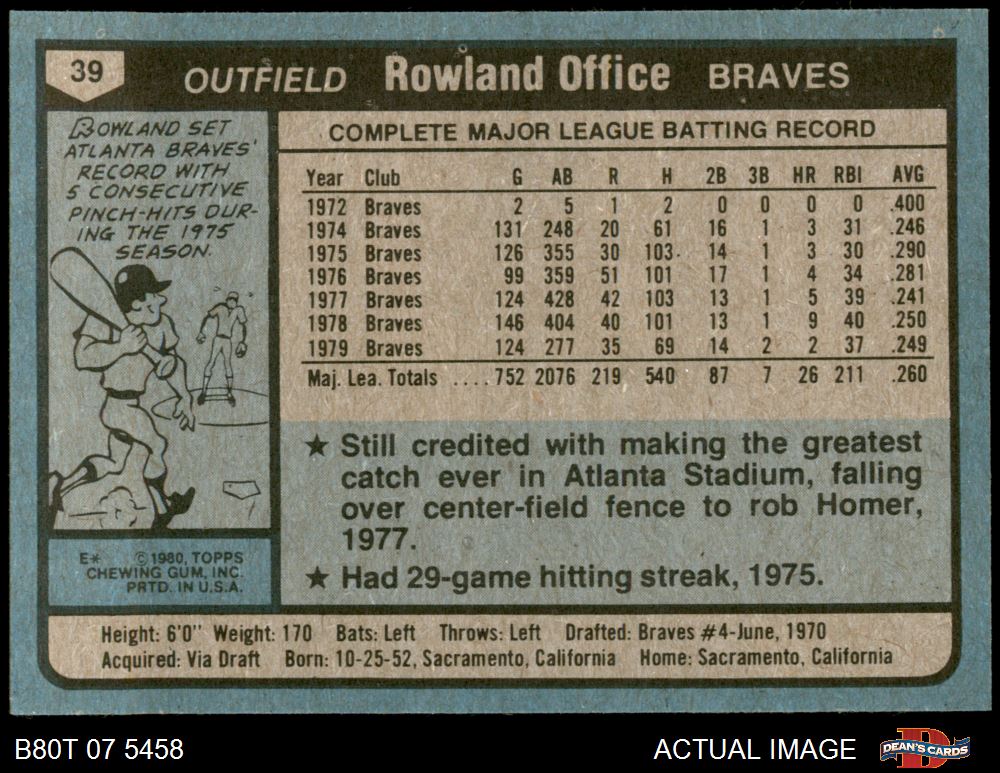 39 OUTFIELD Rowland Office BRAVES
ROWLAND SET
ATLANTA BRAVES'
RECORD WITH
5 CONSECUTIVE
PINCH-HITS DUR-
ING THE 1975
SEASON.
COMPLETE MAJOR LEAGUE BATTING RECORD
Year Club G AB R H 2B 3B HR RBI AVG
1972 Braves 2 5 1 2 0 0 0 0 .400
1974 Braves 131 248 20 61 16 1 3 31 .246
1975 Braves 126 355 30 103 14 1 3 30 .290
1976 Braves 99 359 51 101 17 1 4 34 .281
1977 Braves 124 428 42 103 13 1 5 39 .241
1978 Braves 146 404 40 101 13 1 9 40 .250
1979 Braves 124 277 35 69 14 2 2 37 .249
Maj. Lea. Totals ....752 2076 219 540 87 7 26 211 .260
★ Still credited with making the greatest
catch ever in Atlanta Stadium, falling
over center-field fence to rob Homer,
1977.
★ Had 29-game hitting streak, 1975.
E* ©1980, TOPPS
CHEWING GUM, INC.
PRTD. IN U.S.A.
Height: 6'0" Weight: 170 Bats: Left Throws: Left Drafted: Braves #4-June, 1970
Acquired: Via Draft Born: 10-25-52, Sacramento, California Home: Sacramento, California
B80T 07 5458 ACTUAL IMAGE DEAN'S CARDS